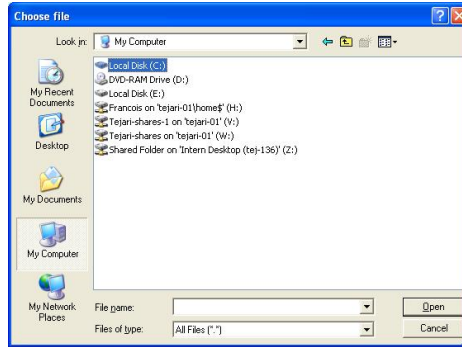 Choose file
Look in:
My Computer
Local Disk (C:)
DVD-RAM Drive (D:)
Local Disk (E:)
Francois on 'tejari-01\home$' (H:)
Tejari-shares-1 on 'tejari-01' (V:)
Tejari-shares on 'tejari-01' (W:)
Shared Folder on 'Intern Desktop (tej-136)' (Z:)
My Recent
Documents
Desktop
My Documents
My Computer
My Network
Places
File name:
Open
Files of type:
All Files (*.*)
Cancel